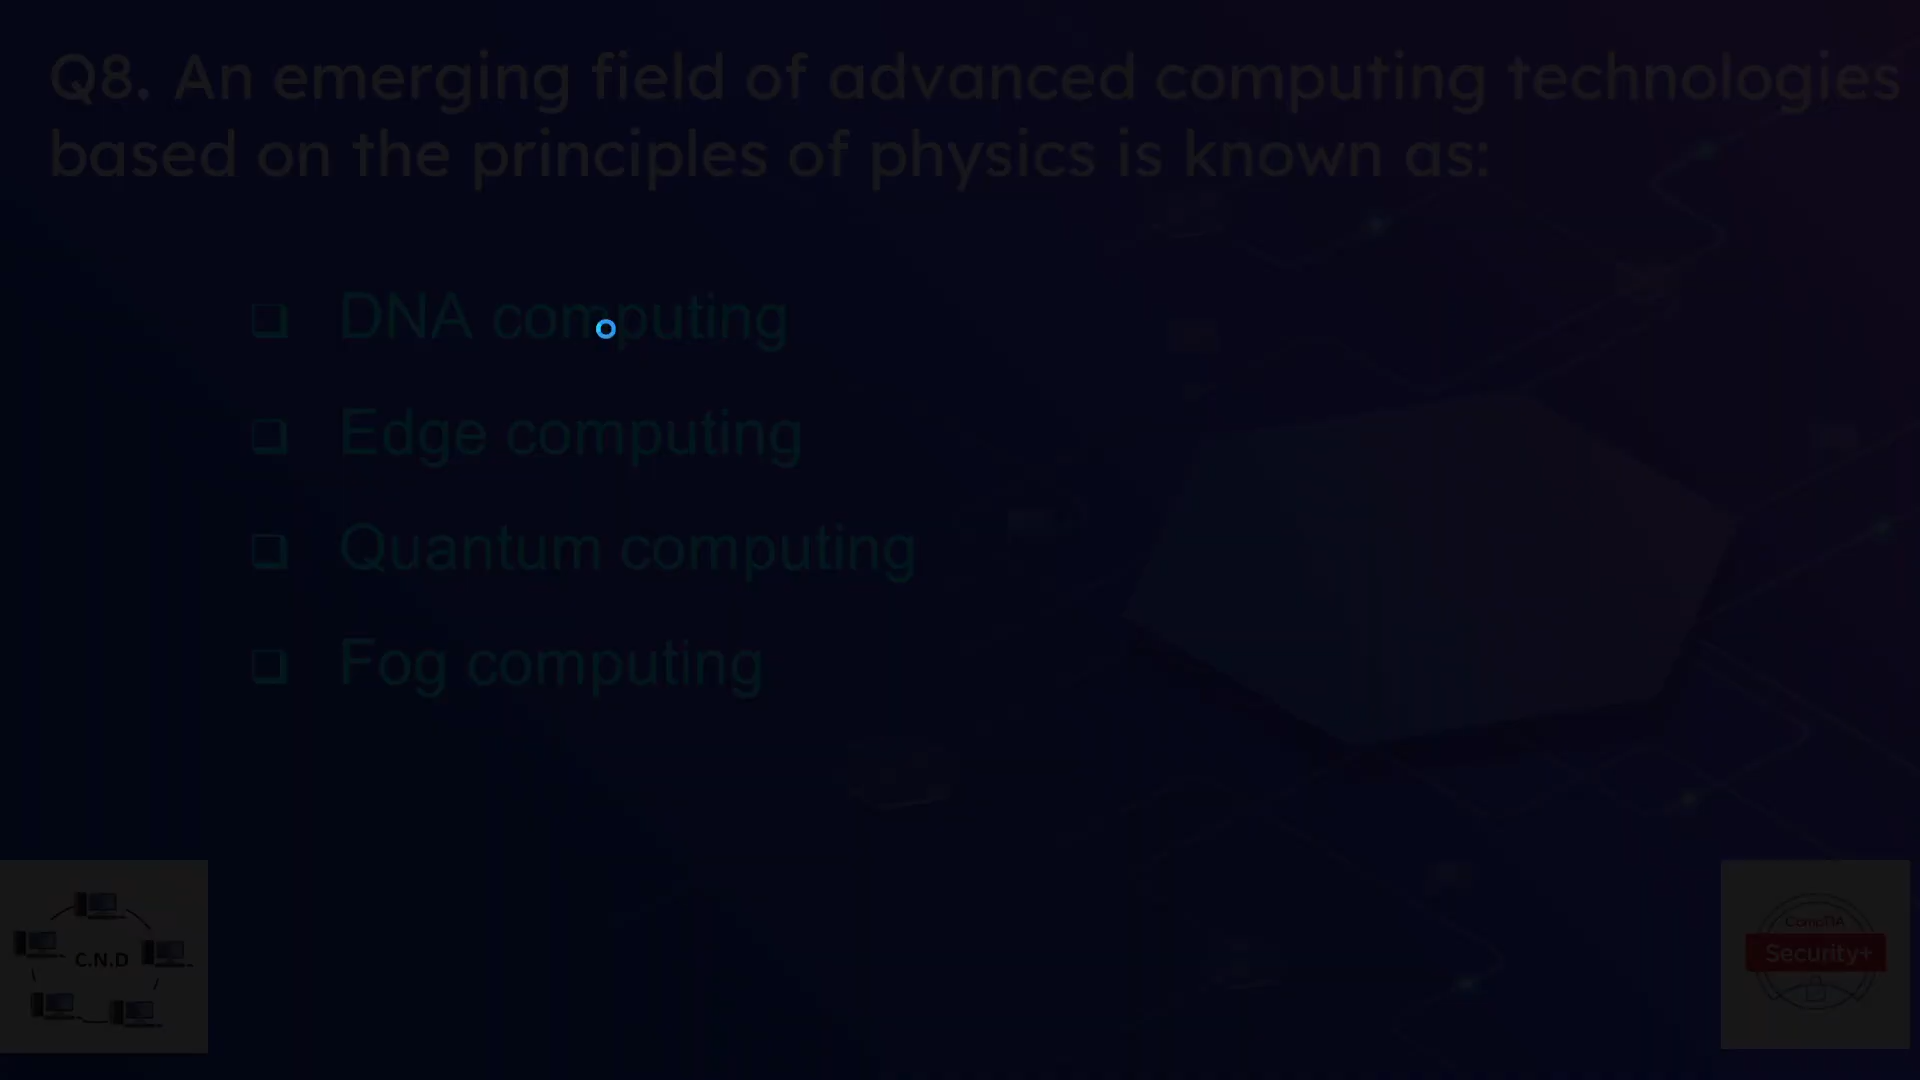 Q8. An emerging field of advanced computing technologies
based on the principles of physics is known as:
DNA computing
Edge computing
Quantum computing
Fog computing
C.N.D
CompTIA
Security+